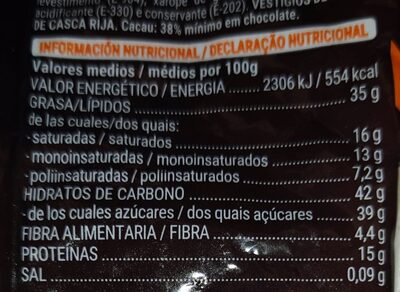 acidificante (E-330) e conservante (E-202). VESTÍGIOS
DE CASCA RIJA. Cacau: 38% mínimo em chocolate.
INFORMACIÓN NUTRICIONAL / DECLARAÇÃO NUTRICIONAL
Valores medios / médios por 100g
VALOR ENERGÉTICO / ENERGIA ..... 2306 kJ / 554 kcal
GRASA/LÍPIDOS ..... 35 g
de las cuales/dos quais:
-saturadas / saturados ..... 16 g
-monoinsaturadas / monoinsaturados ..... 13 g
-poliinsaturadas / poliinsaturados ..... 7,2 g
HIDRATOS DE CARBONO ..... 42 g
-de los cuales azúcares / dos quais açúcares ..... 39 g
FIBRA ALIMENTARIA / FIBRA ..... 4,4 g
PROTEÍNAS ..... 15 g
SAL ..... 0,09 g